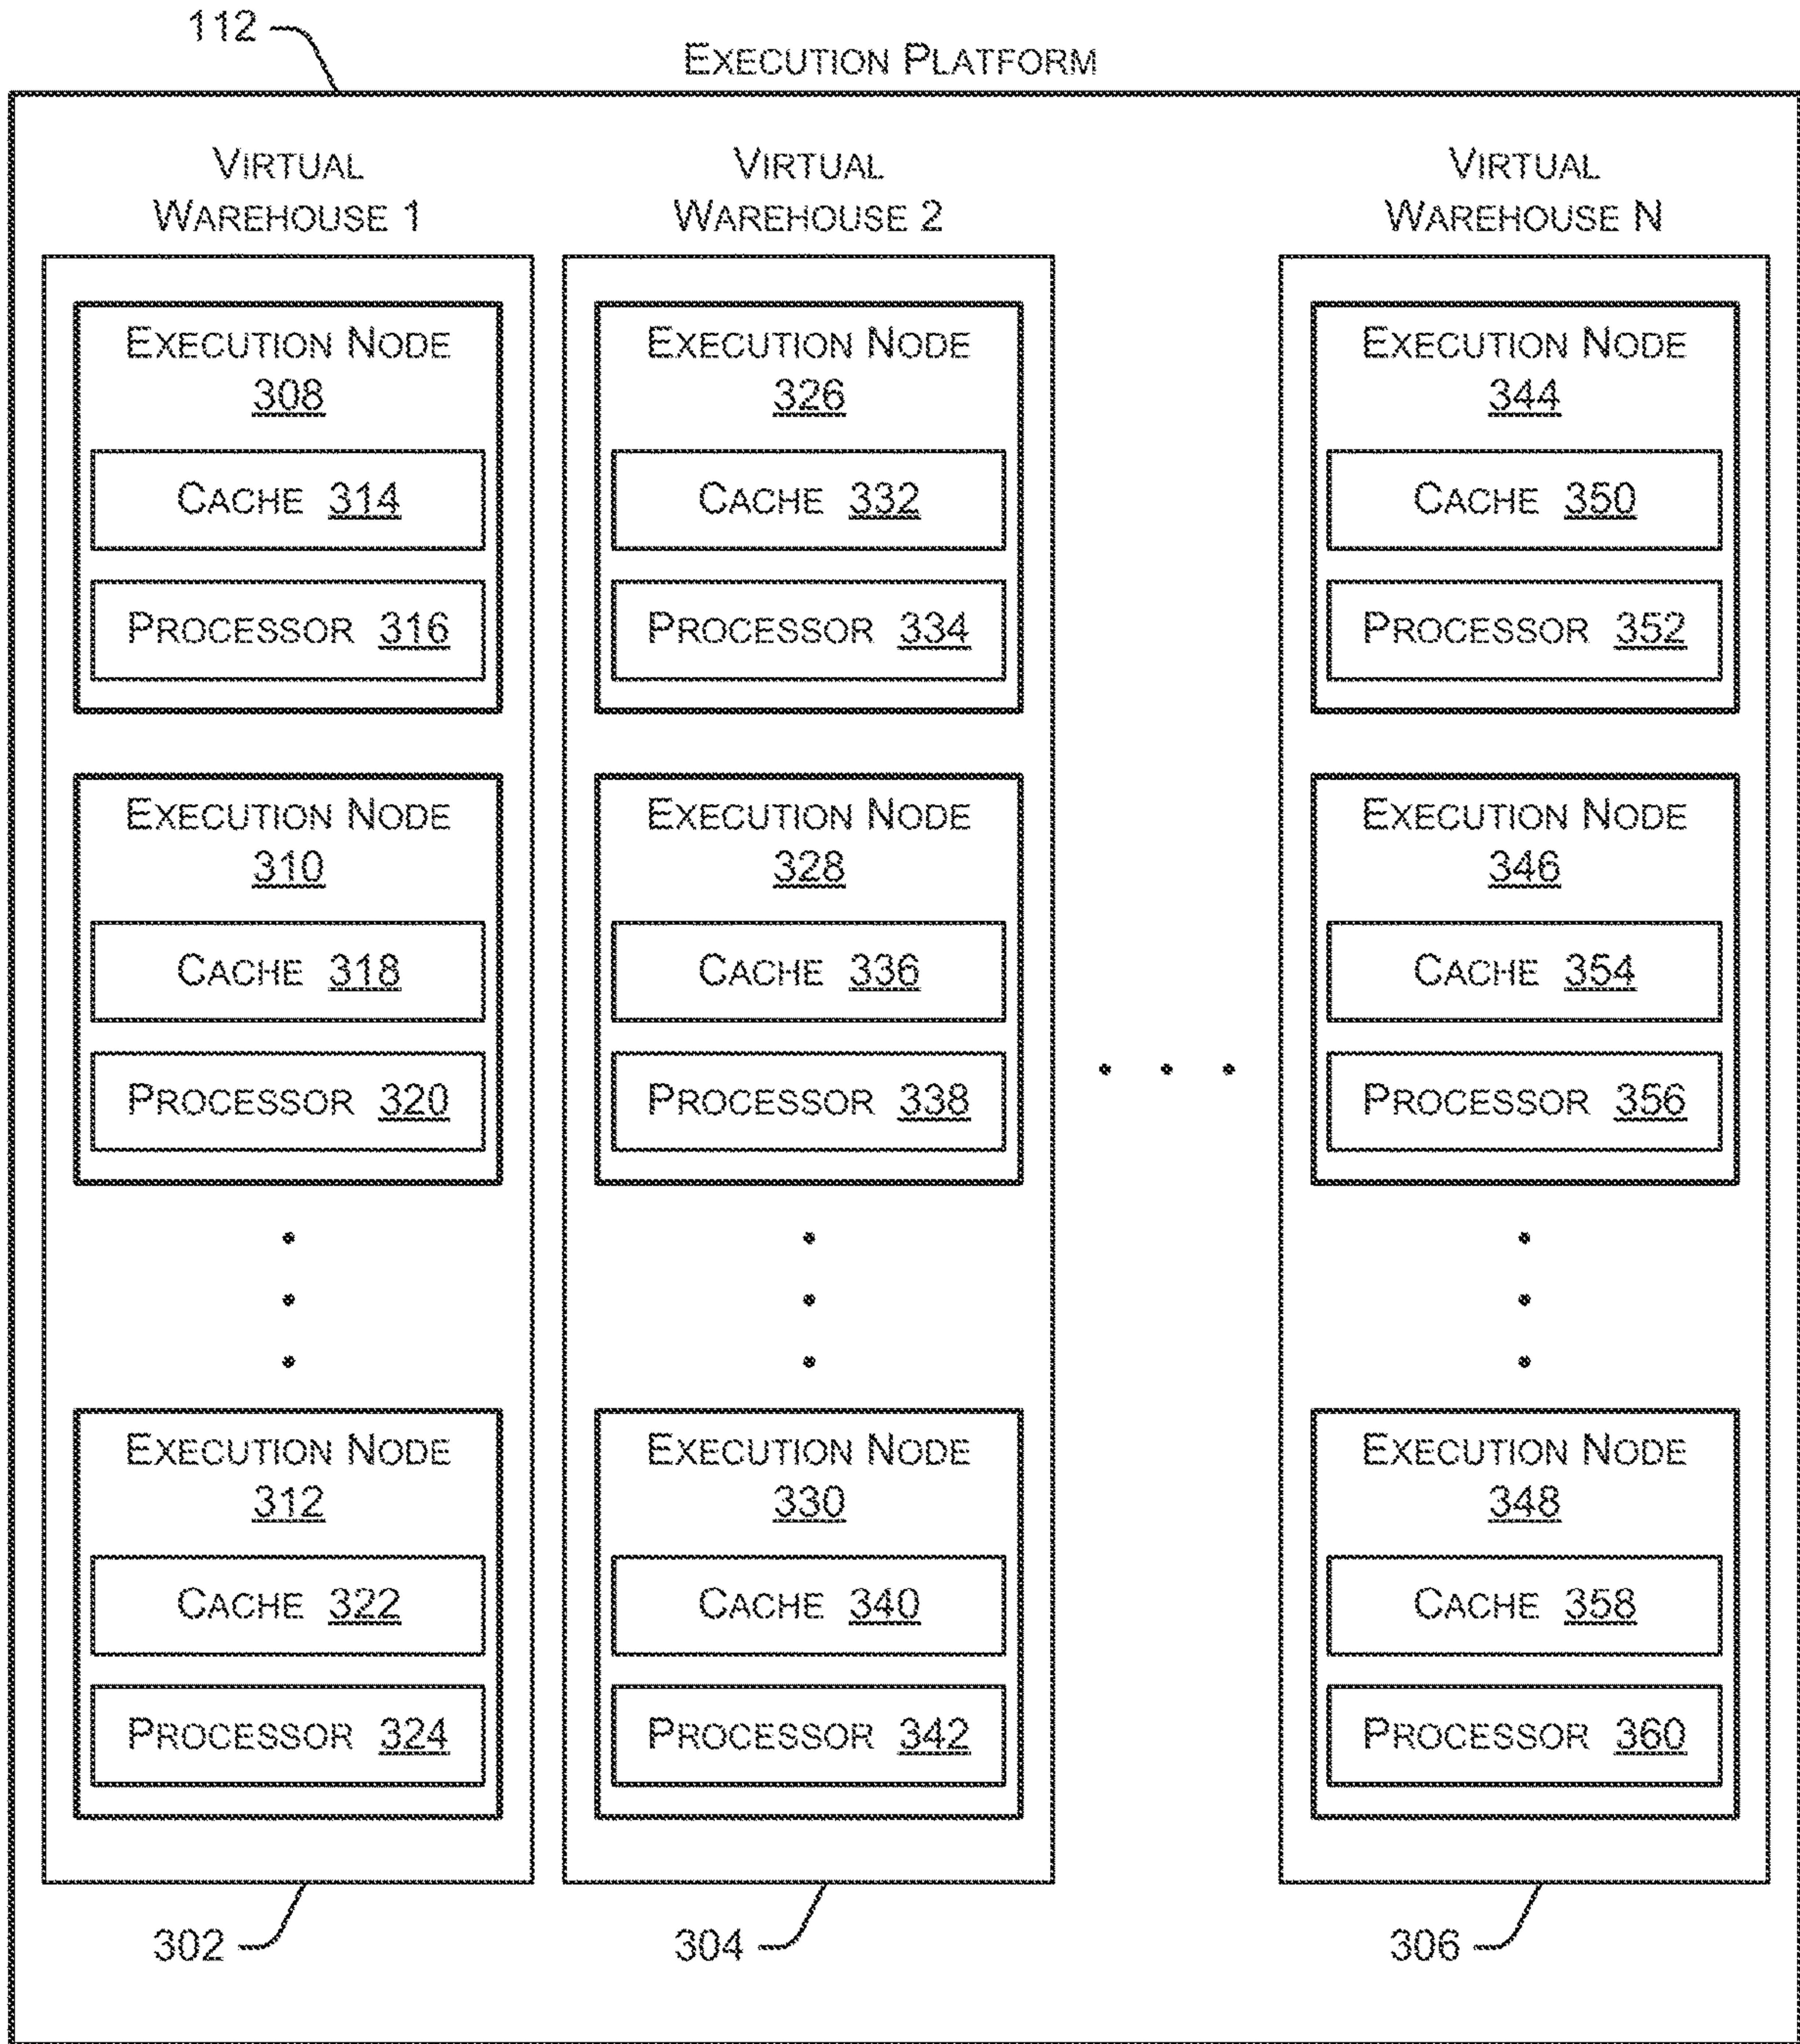 112
EXECUTION PLATFORM
VIRTUAL
WAREHOUSE 1
EXECUTION NODE
308
CACHE 314
PROCESSOR 316
EXECUTION NODE
310
CACHE 318
PROCESSOR 320
EXECUTION NODE
312
CACHE 322
PROCESSOR 324
302
VIRTUAL
WAREHOUSE 2
EXECUTION NODE
326
CACHE 332
PROCESSOR 334
EXECUTION NODE
328
CACHE 336
PROCESSOR 338
EXECUTION NODE
330
CACHE 340
PROCESSOR 342
304
VIRTUAL
WAREHOUSE N
EXECUTION NODE
344
CACHE 350
PROCESSOR 352
EXECUTION NODE
346
CACHE 354
PROCESSOR 356
EXECUTION NODE
348
CACHE 358
PROCESSOR 360
306